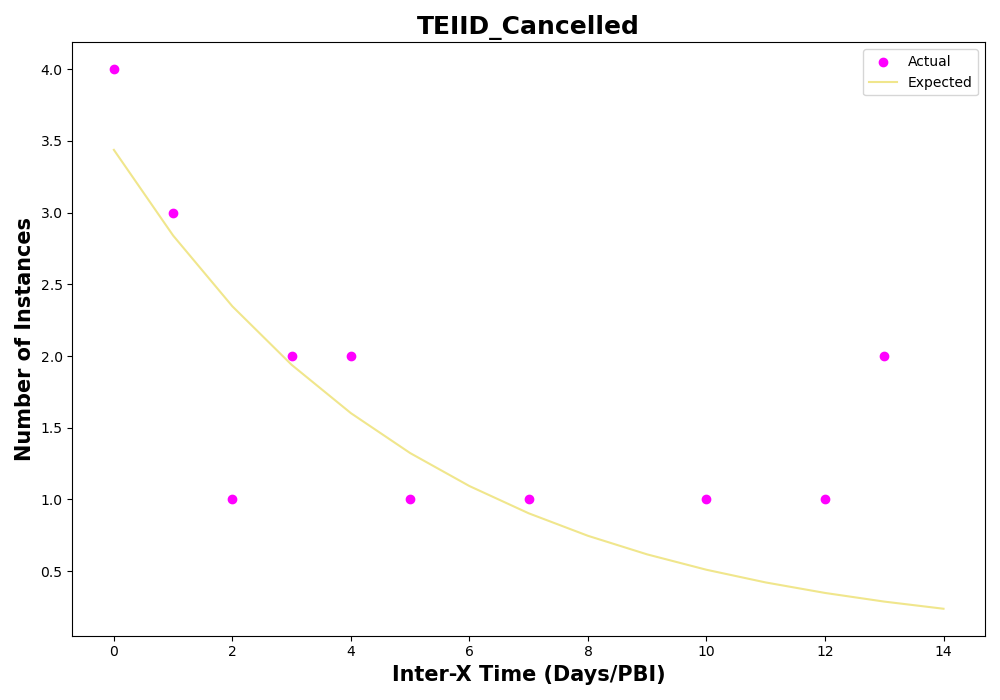 TEIID_Cancelled
Actual
Expected
Number of Instances
4.0
3.5
3.0
2.5
2.0
1.5
1.0
0.5
0 2 4 6 8 10 12 14
Inter-X Time (Days/PBI)